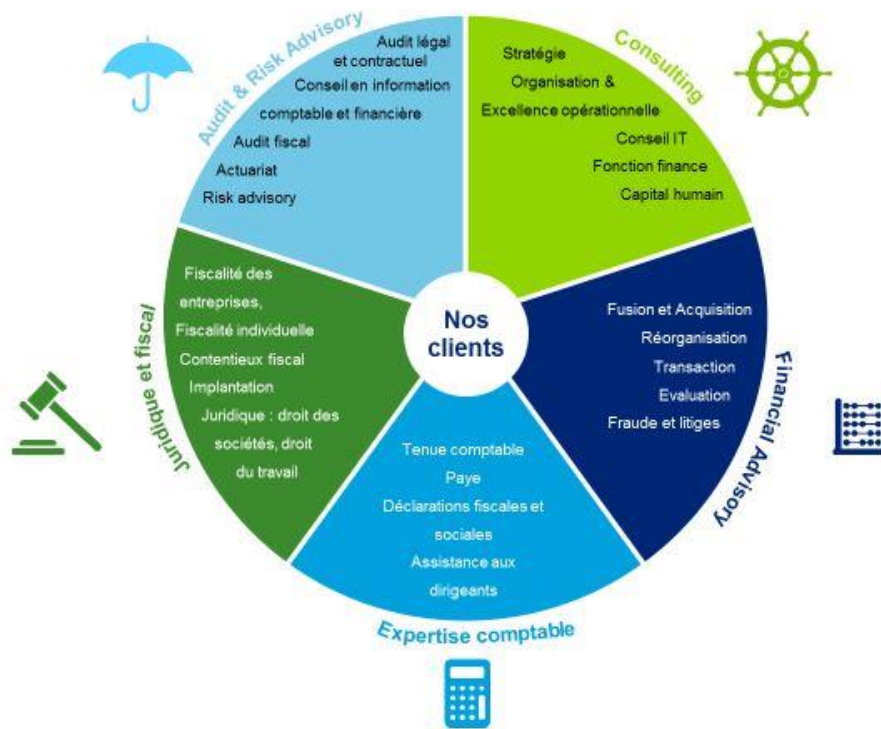 Audit & Risk Advisory
Audit légal
et contractuel
Conseil en information
comptable et financière
Audit fiscal
Actuariat
Risk advisory
Consulting
Stratégie
Organisation &
Excellence opérationnelle
Conseil IT
Fonction finance
Capital humain
Juridique et fiscal
Fiscalité des
entreprises,
Fiscalité individuelle
Contentieux fiscal
Implantation
Juridique : droit des
sociétés, droit
du travail
Nos
clients
Financial Advisory
Fusion et Acquisition
Réorganisation
Transaction
Evaluation
Fraude et litiges
Tenue comptable
Paye
Déclarations fiscales et
sociales
Assistance aux
dirigeants
Expertise comptable